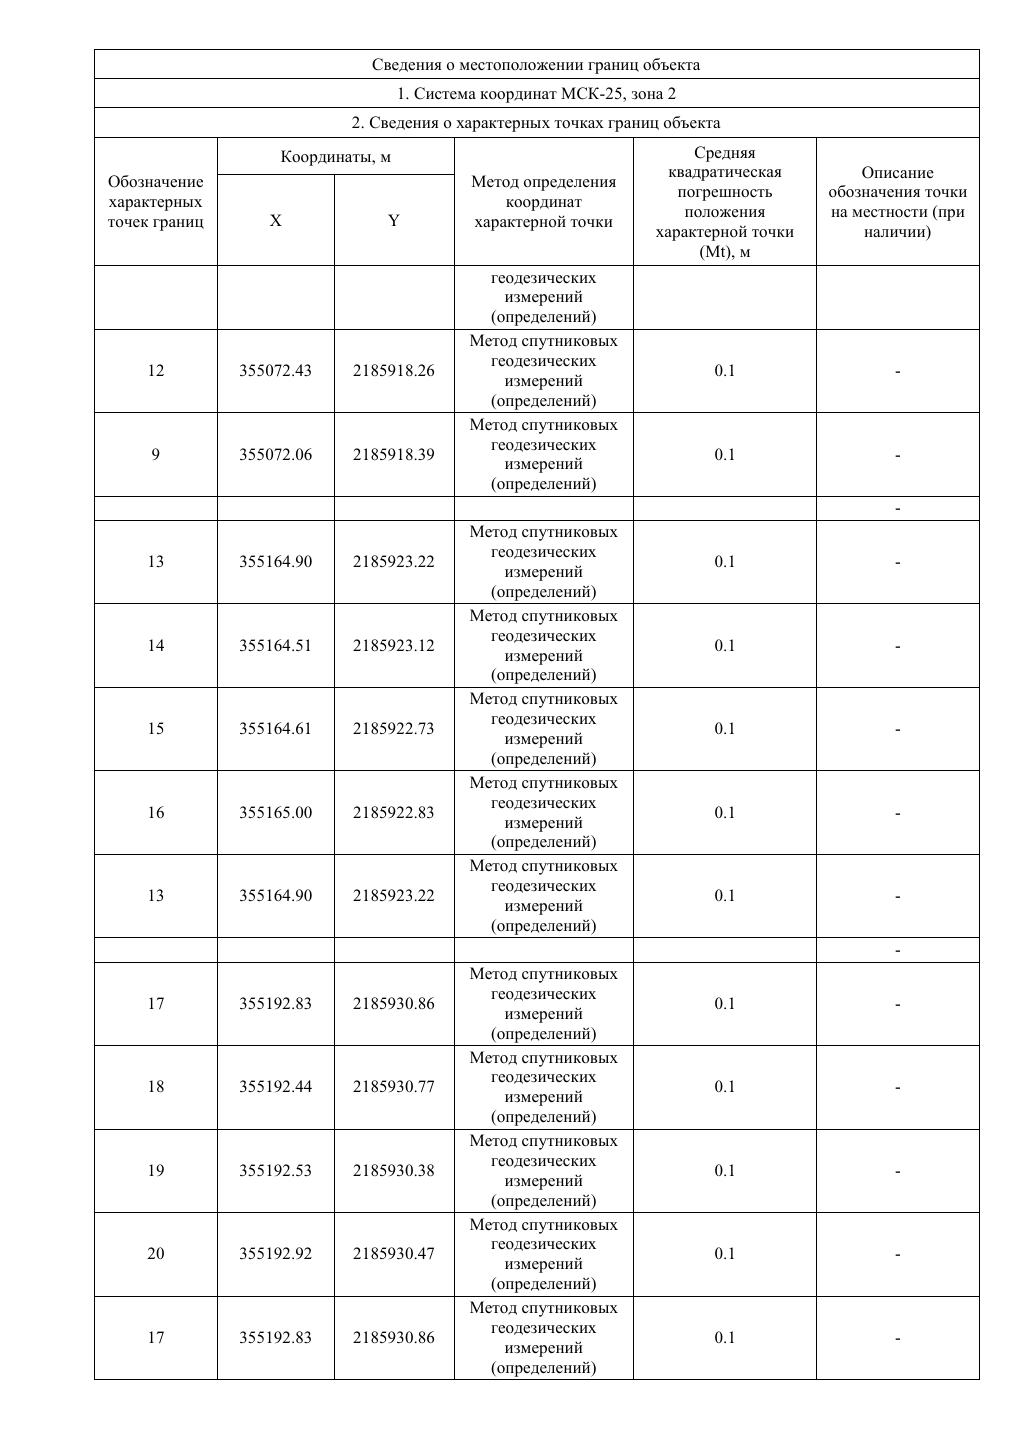 Сведения о местоположении границ объекта
1. Система координат МСК-25, зона 2
2. Сведения о характерных точках границ объекта
Обозначение
характерных
точек границ
Координаты, м
X
Y
Метод определения
координат
характерной точки
Средняя
квадратическая
погрешность
положения
характерной точки
(Mt), м
Описание
обозначения точки
на местности (при
наличии)
геодезических
измерений
(определений)
12
355072.43
2185918.26
Метод спутниковых
геодезических
измерений
(определений)
0.1
-
9
355072.06
2185918.39
Метод спутниковых
геодезических
измерений
(определений)
0.1
-
-
13
355164.90
2185923.22
Метод спутниковых
геодезических
измерений
(определений)
0.1
-
14
355164.51
2185923.12
Метод спутниковых
геодезических
измерений
(определений)
0.1
-
15
355164.61
2185922.73
Метод спутниковых
геодезических
измерений
(определений)
0.1
-
16
355165.00
2185922.83
Метод спутниковых
геодезических
измерений
(определений)
0.1
-
13
355164.90
2185923.22
Метод спутниковых
геодезических
измерений
(определений)
0.1
-
-
17
355192.83
2185930.86
Метод спутниковых
геодезических
измерений
(определений)
0.1
-
18
355192.44
2185930.77
Метод спутниковых
геодезических
измерений
(определений)
0.1
-
19
355192.53
2185930.38
Метод спутниковых
геодезических
измерений
(определений)
0.1
-
20
355192.92
2185930.47
Метод спутниковых
геодезических
измерений
(определений)
0.1
-
17
355192.83
2185930.86
Метод спутниковых
геодезических
измерений
(определений)
0.1
-